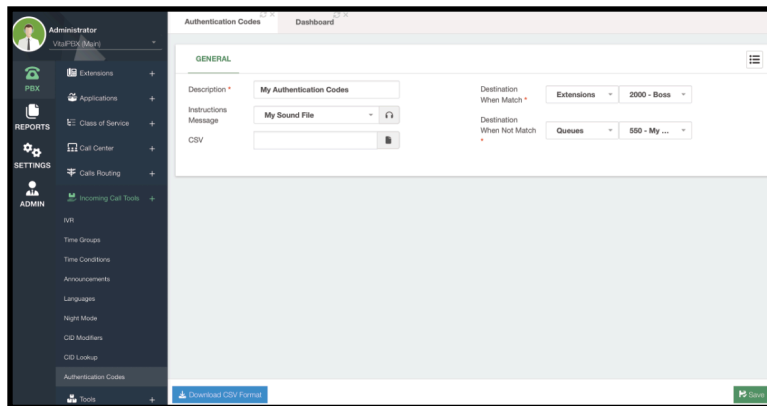 Administrator
VitalPBX (Main)
PBX
REPORTS
SETTINGS
ADMIN
Extensions +
Applications +
Class of Service +
Call Center +
Calls Routing +
Incoming Call Tools +
IVR
Time Groups
Time Conditions
Announcements
Languages
Night Mode
CID Modifiers
CID Lookup
Authentication Codes
Tools +
Authentication Codes
Dashboard
GENERAL
Description * My Authentication Codes
Instructions
Message My Sound File
CSV
Destination
When Match * Extensions 2000 - Boss
Destination
When Not Match
* Queues 550 - My ...
Download CSV Format
Save